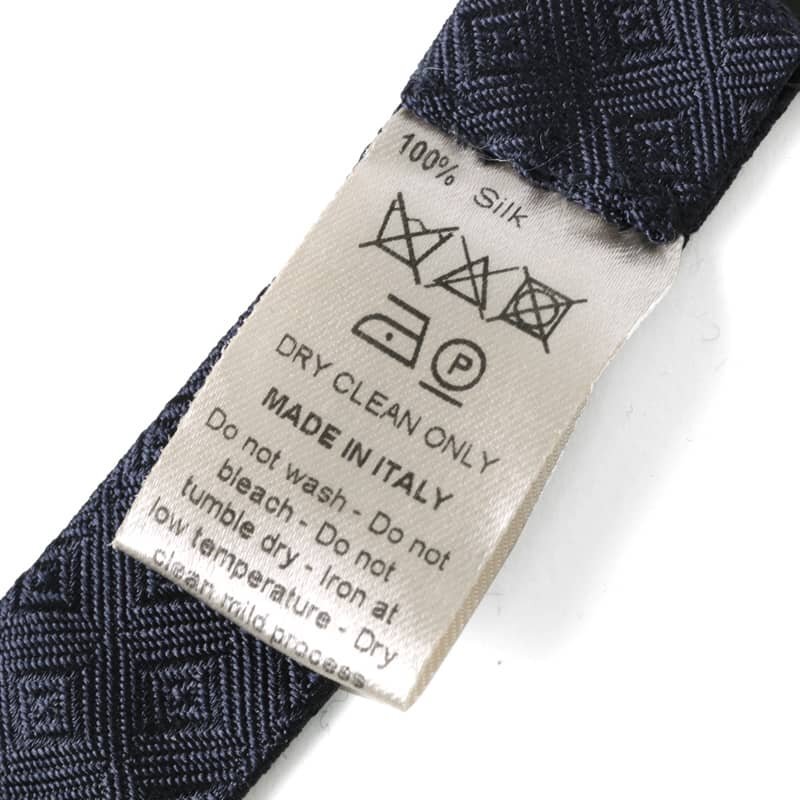 100% Silk
P
DRY CLEAN ONLY
MADE IN ITALY
Do not wash - Do not
bleach - Do not
tumble dry - Iron at
low temperature - Dry
clean mild process